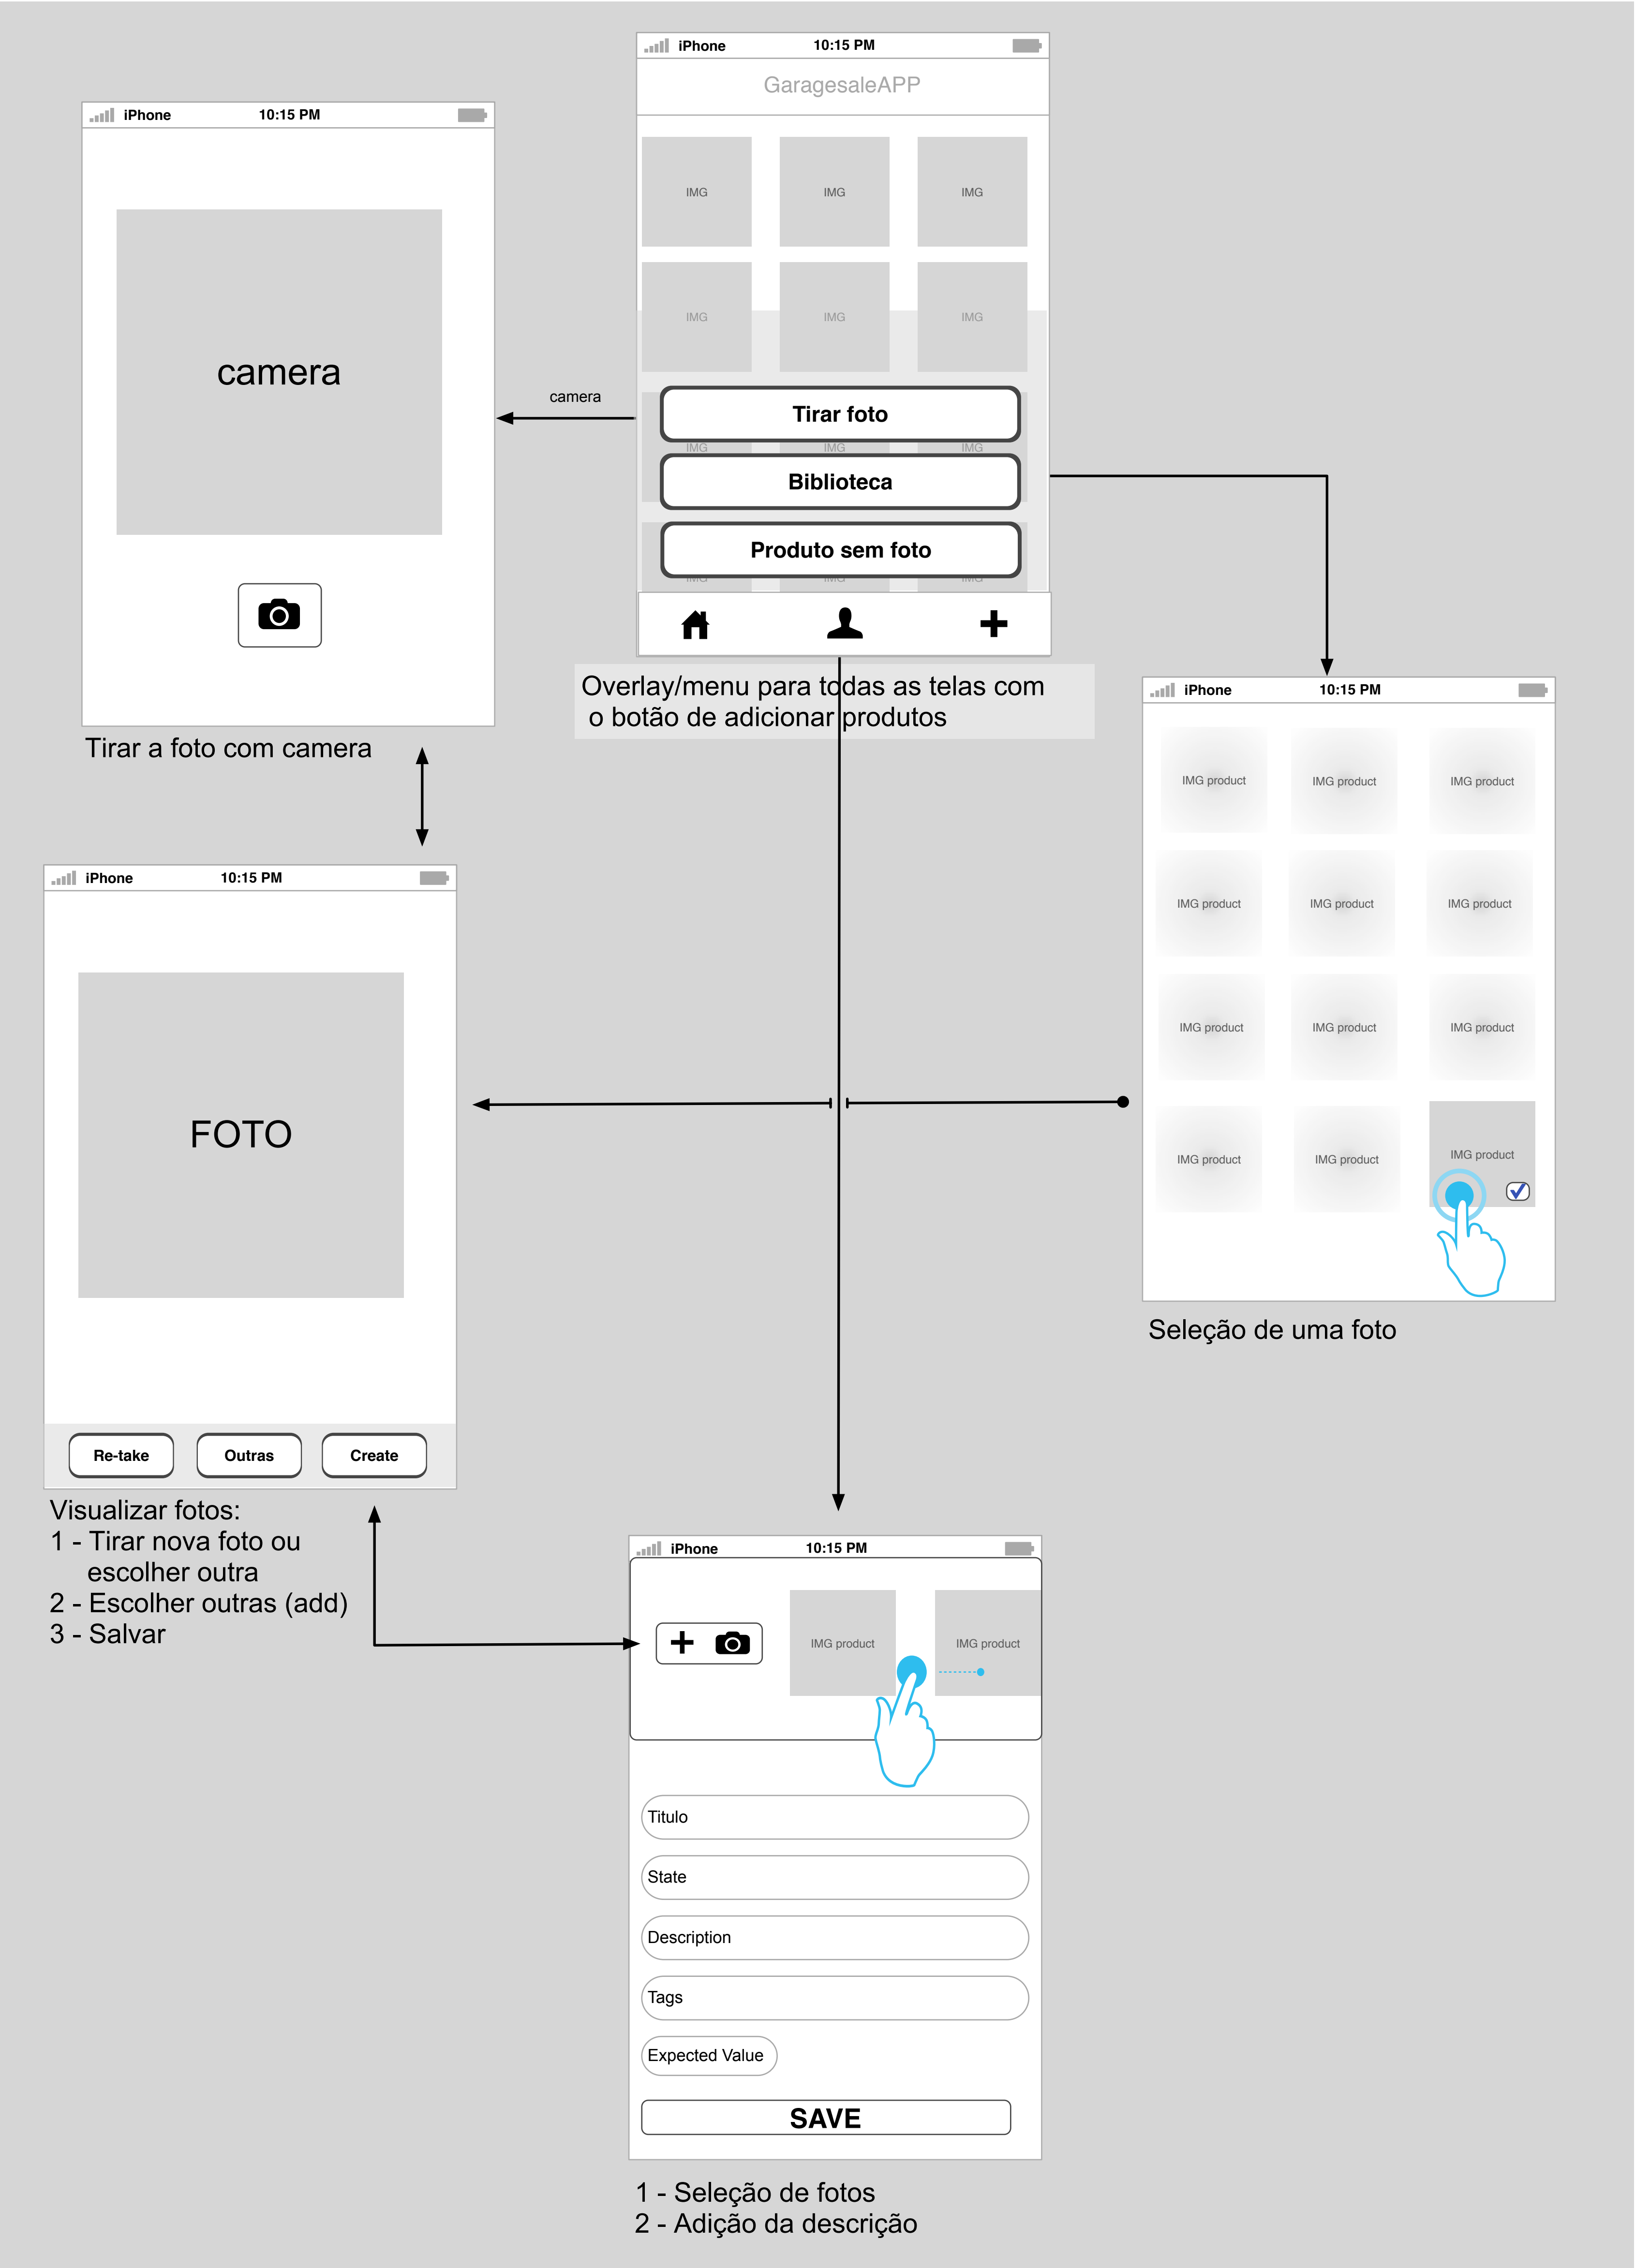 iPhone 10:15 PM
GaragesaleAPP
IMG IMG IMG
IMG IMG IMG
Tirar foto
IMG IMG IMG
Biblioteca
Produto sem foto
IMG IMG IMG
Overlay/menu para todas as telas com
o botão de adicionar produtos
iPhone 10:15 PM
camera
Tirar a foto com camera
camera
iPhone 10:15 PM
IMG product IMG product IMG product
IMG product IMG product IMG product
IMG product IMG product IMG product
IMG product IMG product IMG product
Seleção de uma foto
iPhone 10:15 PM
FOTO
Re-take Outras Create
Visualizar fotos:
1 - Tirar nova foto ou
escolher outra
2 - Escolher outras (add)
3 - Salvar
iPhone 10:15 PM
IMG product IMG product
Titulo
State
Description
Tags
Expected Value
SAVE
1 - Seleção de fotos
2 - Adição da descrição